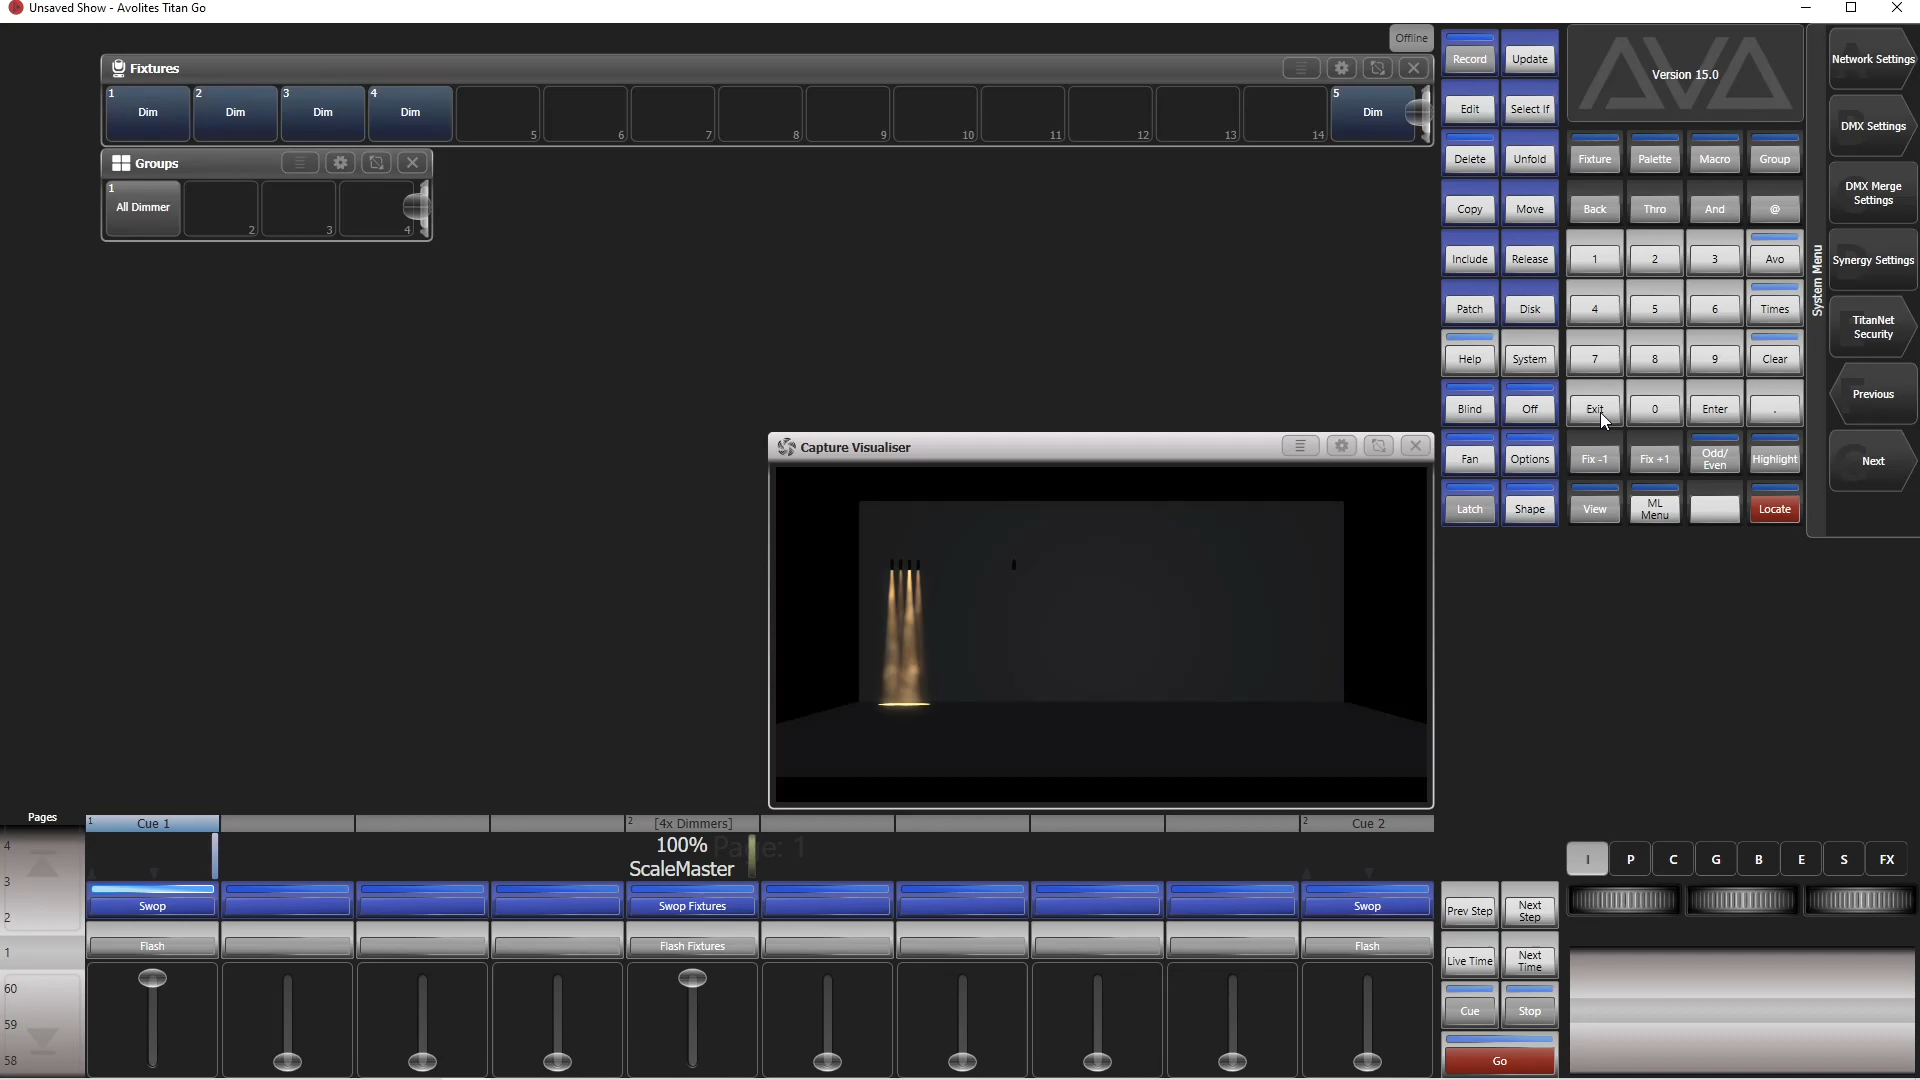 Unsaved Show - Avolites Titan Go
Offline
Fixtures
1 Dim
2 Dim
3 Dim
4 Dim
5
6
7
8
9
10
11
12
13
14
5 Dim
Groups
1 All Dimmer
2
3
4
Capture Visualiser
Record
Update
Edit
Select If
Delete
Unfold
Copy
Move
Include
Release
Patch
Disk
Help
System
Blind
Off
Fan
Options
Latch
Shape
Version 15.0
Fixture
Palette
Macro
Group
Back
Thro
And
@
1
2
3
Avo
4
5
6
Times
7
8
9
Clear
Exit
0
Enter
.
Fix -1
Fix +1
Odd/
Even
Highlight
View
ML
Menu
Locate
System Menu
Network Settings
DMX Settings
DMX Merge
Settings
Synergy Settings
TitanNet
Security
Previous
Next
Pages
4
3
2
1
60
59
58
1 Cue 1
2 [4x Dimmers]
2 Cue 2
100%
ScaleMaster
Page: 1
Swop
Swop Fixtures
Swop
Flash
Flash Fixtures
Flash
Prev Step
Next
Step
Live Time
Next
Time
Cue
Stop
Go
I
P
C
G
B
E
S
FX